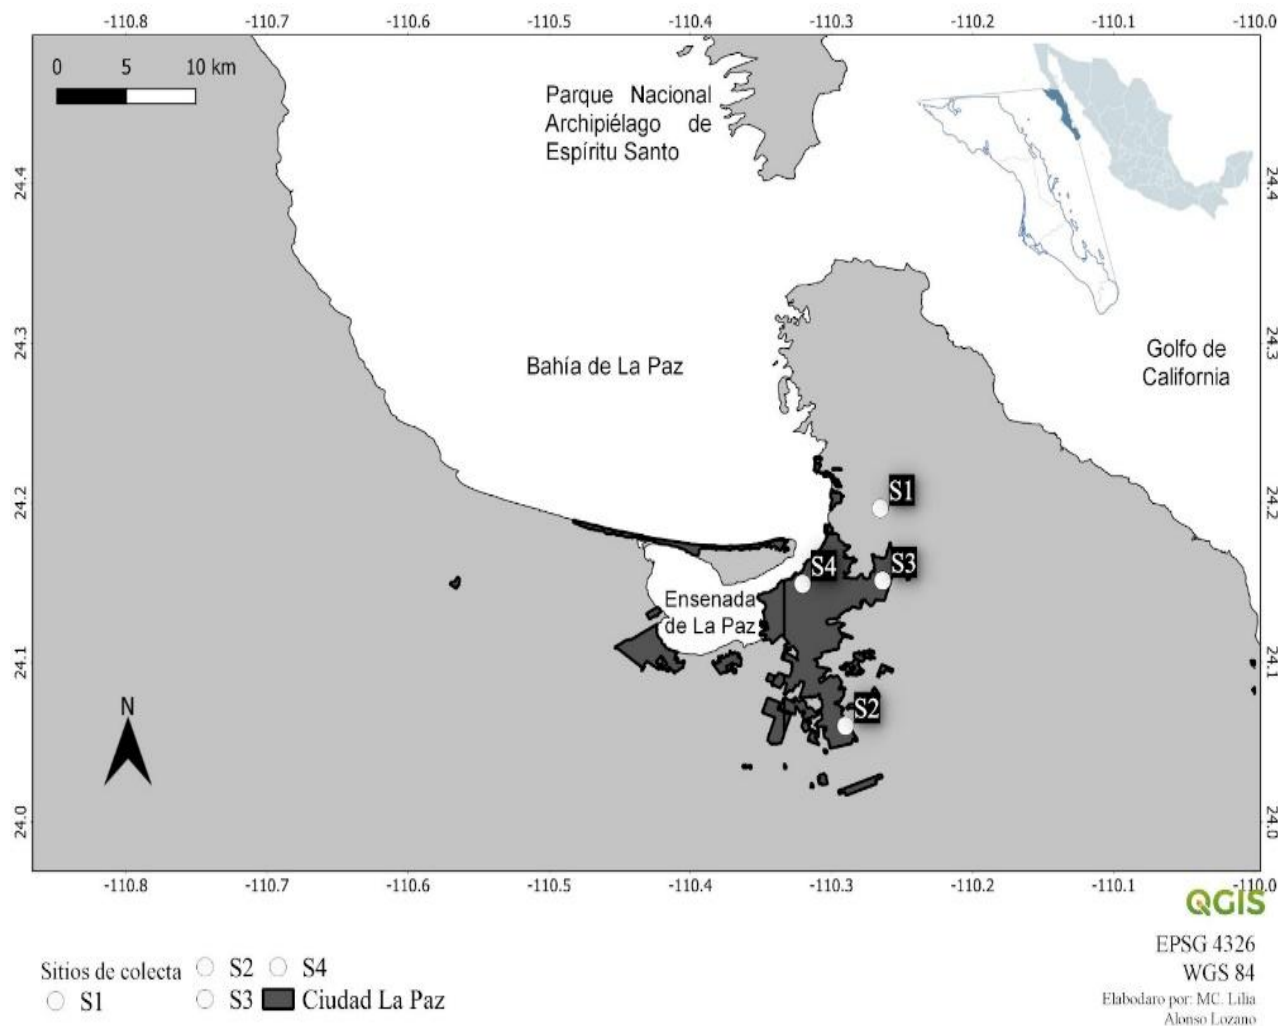 -110.8 -110.7 -110.6 -110.5 -110.4 -110.3 -110.2 -110.1 -110.0
0 5 10 km
Parque Nacional
Archipiélago de
Espíritu Santo
24.4 24.4
24.3 24.3
Golfo de
California
Bahía de La Paz
24.2 24.2
S1
S3
S4
Ensenada
de La Paz
24.1 24.1
S2
N
24.0 24.0
-110.8 -110.7 -110.6 -110.5 -110.4 -110.3 -110.2 -110.1 -110.0
QGIS
EPSG 4326
WGS 84
Elabodaro por: MC. Lilia
Alonso Lozano
Sitios de colecta
S1
S2 S4
S3 Ciudad La Paz